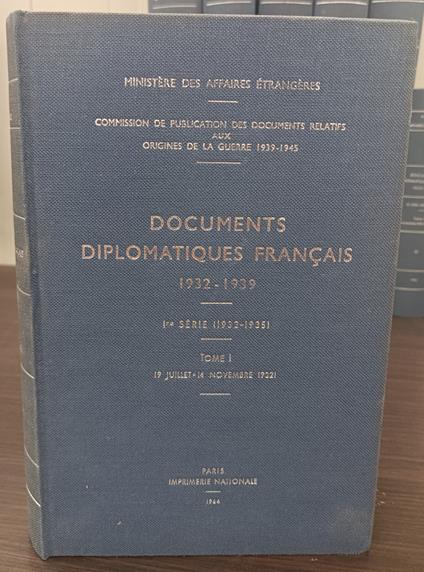 MINISTÈRE DES AFFAIRES ÉTRANGÈRES
COMMISSION DE PUBLICATION DES DOCUMENTS RELATIFS
AUX
ORIGINES DE LA GUERRE 1939-1945
DOCUMENTS
DIPLOMATIQUES FRANÇAIS
1932-1939
1re SÉRIE (1932-1935)
TOME I
(9 JUILLET-14 NOVEMBRE 1932)
PARIS
IMPRIMERIE NATIONALE
1964